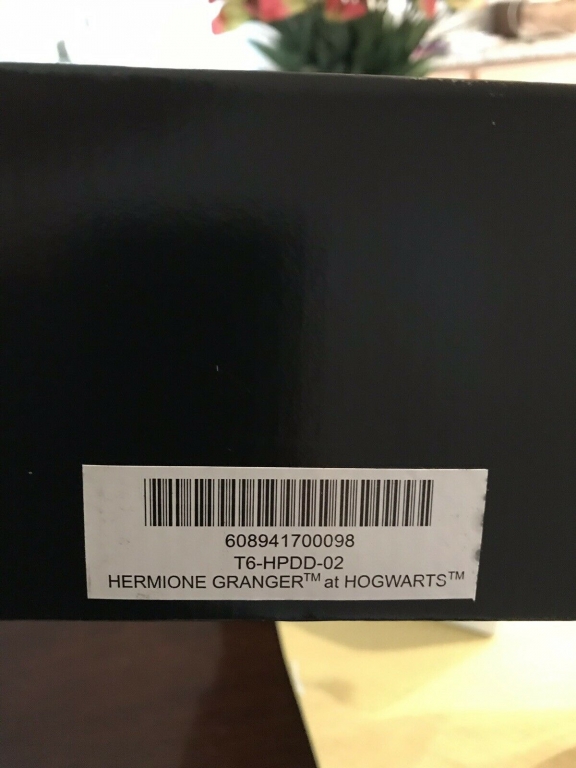 608941700098
T6-HPDD-02
HERMIONE GRANGER™ at HOGWARTS™